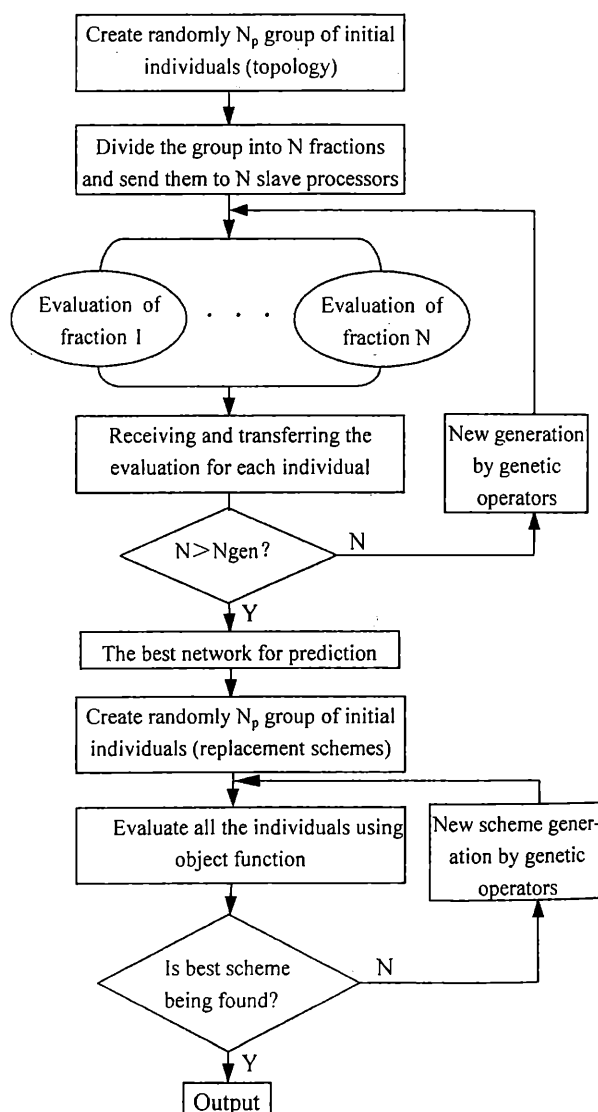 Create randomly Np group of initial
individuals (topology)
Divide the group into N fractions
and send them to N slave processors
Evaluation of
fraction 1
. . .
Evaluation of
fraction N
Receiving and transferring the
evaluation for each individual
New generation
by genetic
operators
N>Ngen?
N
Y
The best network for prediction
Create randomly Np group of initial
individuals (replacement schemes)
Evaluate all the individuals using
object function
New scheme gener-
ation by genetic
operators
Is best scheme
being found?
N
Y
Output